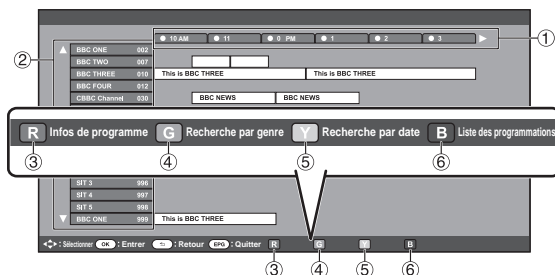 10 AM 11 0 PM 1 2 3 ①
②
BBC ONE 002
BBC TWO 007
BBC THREE 010 This is BBC THREE This is BBC THREE
BBC FOUR 012
CBBC Channel 030 BBC NEWS BBC NEWS
R Infos de programme G Recherche par genre Y Recherche par date B Liste des programmations
③ ④ ⑤ ⑥
SIT 3 996
SIT 4 997
SIT 5 998
BBC ONE 999 This is BBC THREE
: Sélectionner OK : Entrer : Retour EPG : Quitter R G Y B
③ ④ ⑤ ⑥